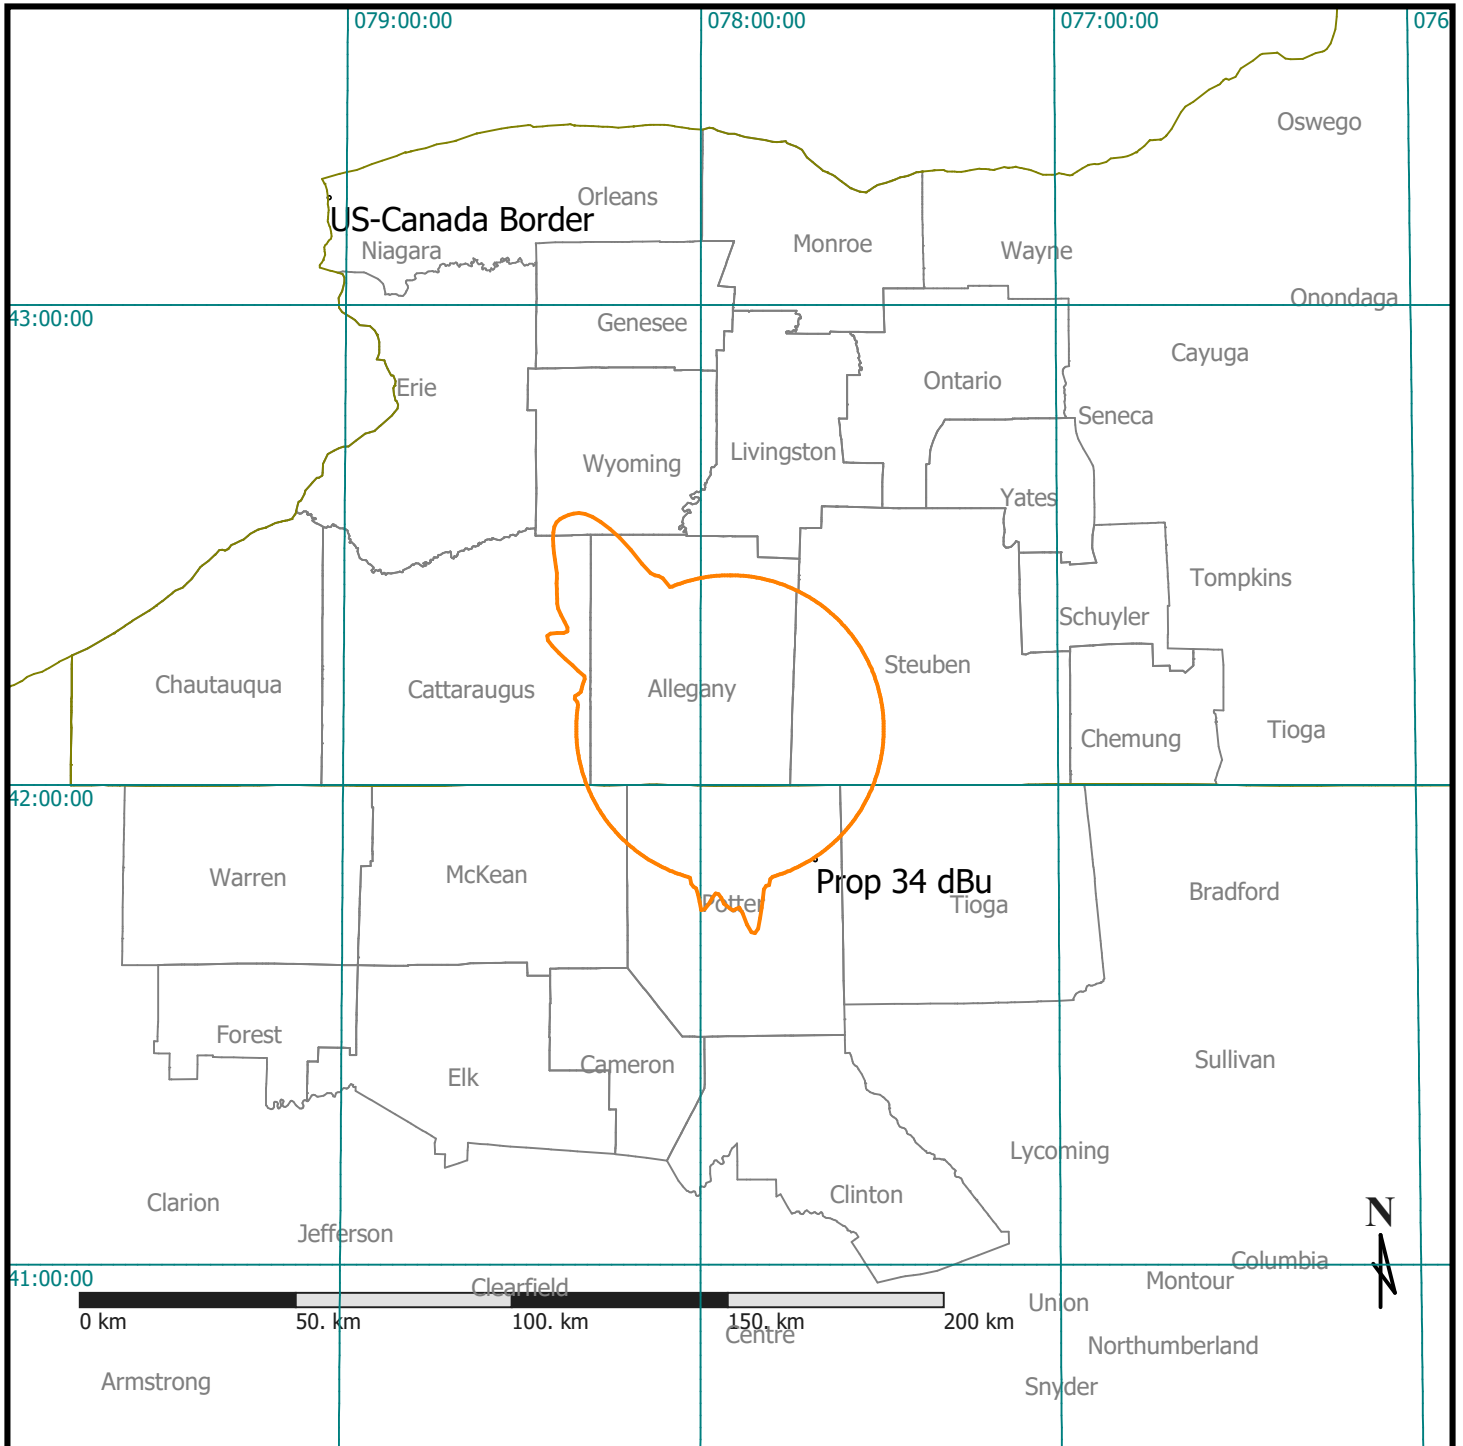 079:00:00
078:00:00
077:00:00
076
Oswego
Orleans
US-Canada Border
Niagara
Monroe
Wayne
Onondaga
43:00:00
Genesee
Cayuga
Erie
Ontario
Seneca
Livingston
Wyoming
Yates
Tompkins
Schuyler
Steuben
Chautauqua
Cattaraugus
Allegany
Tioga
Chemung
42:00:00
Warren
McKean
Prop 34 dBu
Bradford
Potter
Tioga
Forest
Cameron
Elk
Sullivan
Lycoming
Clinton
Clarion
Jefferson
N
Columbia
41:00:00
Montour
Clearfield
Union
0 km
50. km
100. km
150. km
200 km
Centre
Northumberland
Armstrong
Snyder